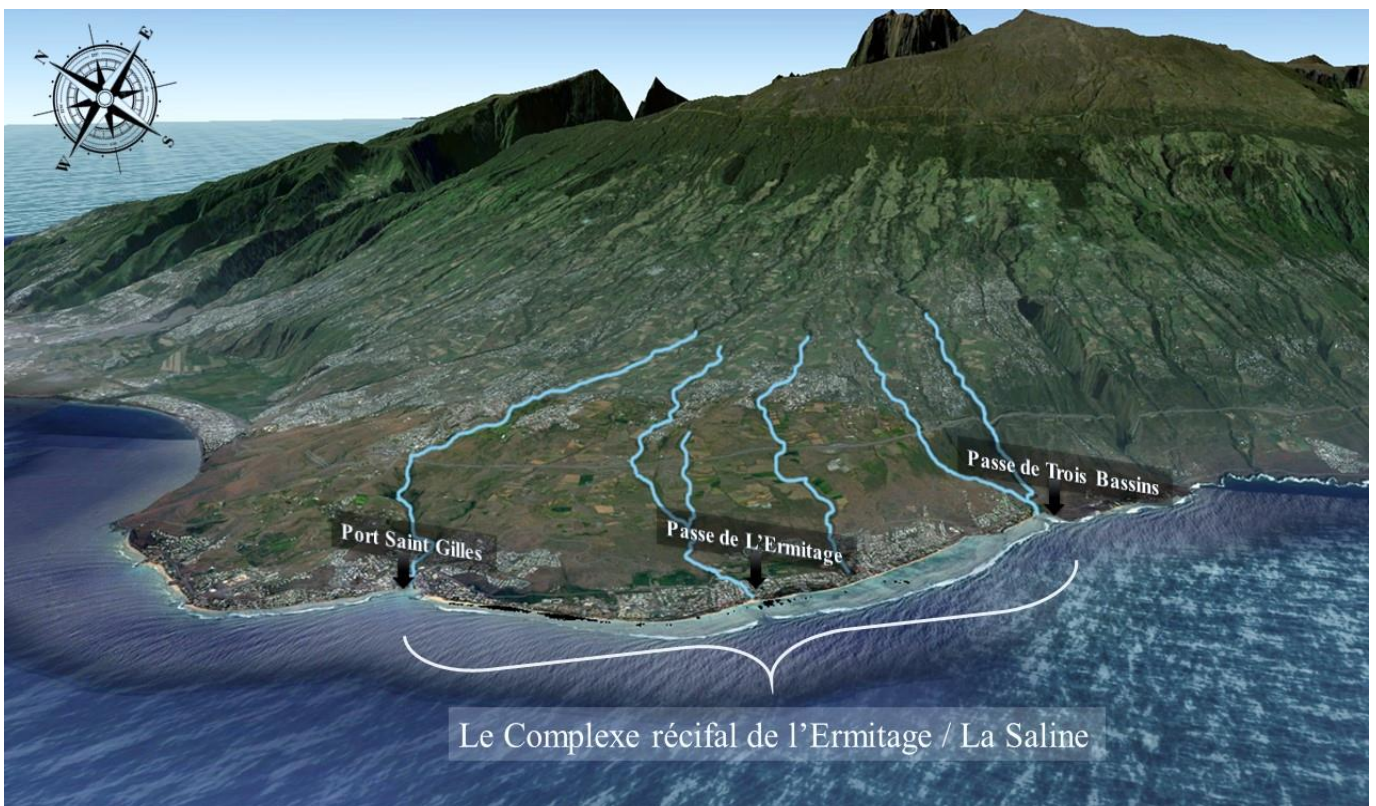 N
E
W
S
Port Saint Gilles
Passe de L'Ermitage
Passe de Trois Bassins
Le Complexe récifal de l’Ermitage / La Saline